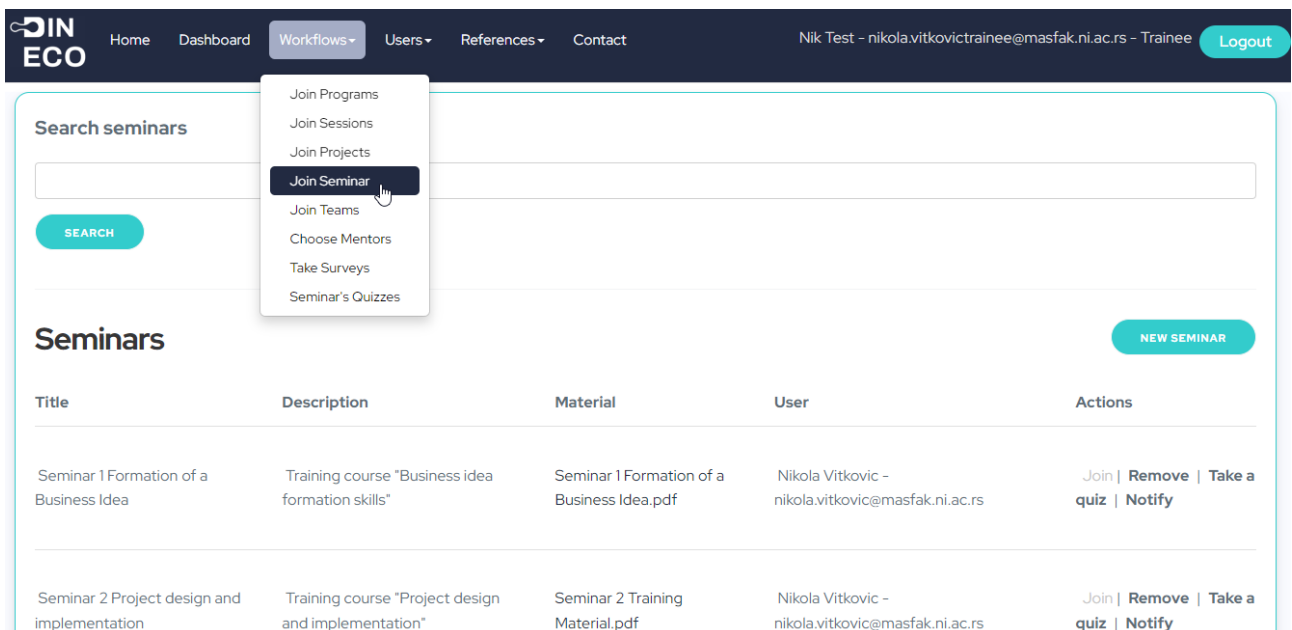 DIN
ECO
Home Dashboard Workflows Users References Contact
Nik Test - nikola.vitkovictrainee@masfak.ni.ac.rs - Trainee Logout
Join Programs
Join Sessions
Join Projects
Join Seminar
Join Teams
Choose Mentors
Take Surveys
Seminar's Quizzes
Search seminars
SEARCH
Seminars
NEW SEMINAR
Title Description Material User Actions
Seminar 1 Formation of a Training course "Business idea Seminar 1 Formation of a Nikola Vitkovic - Join | Remove | Take a
Business Idea formation skills" Business Idea.pdf nikola.vitkovic@masfak.ni.ac.rs quiz | Notify
Seminar 2 Project design and Training course "Project design Seminar 2 Training Nikola Vitkovic - Join | Remove | Take a
implementation and implementation" Material.pdf nikola.vitkovic@masfak.ni.ac.rs quiz | Notify